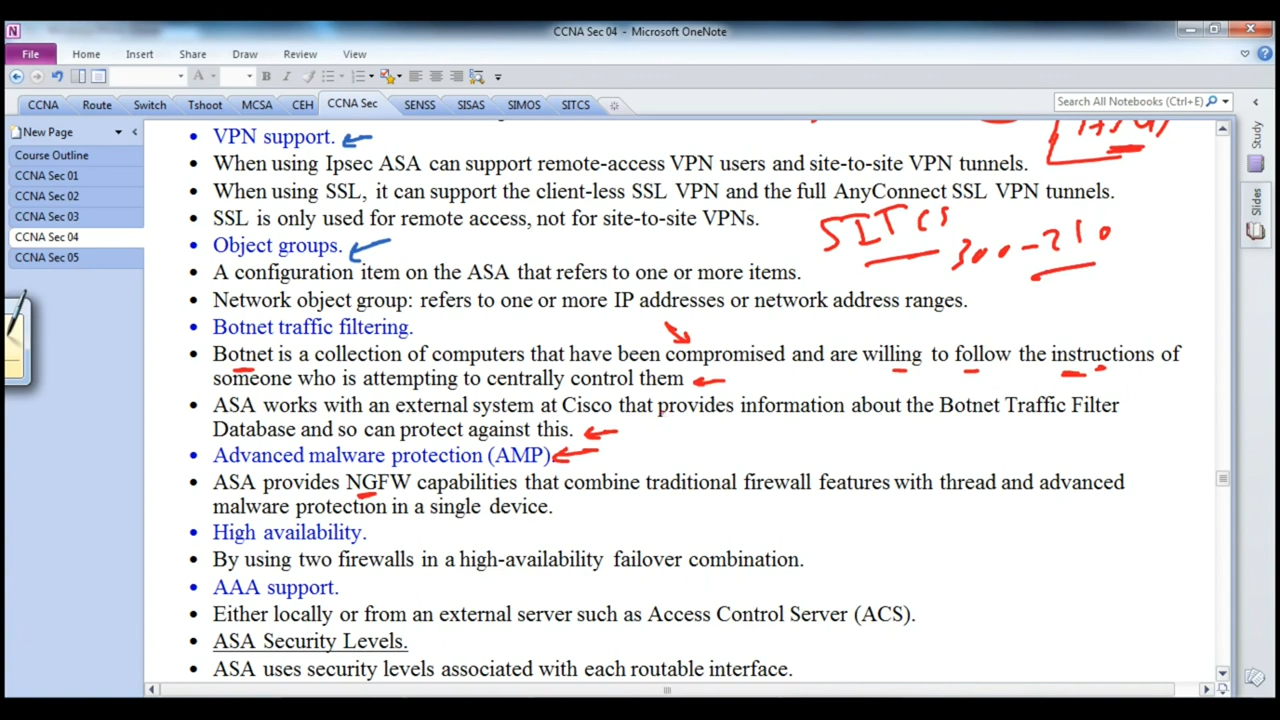 CCNA Sec 04 - Microsoft OneNote
File Home Insert Share Draw Review View
CCNA Route Switch Tshoot MCSA CEH CCNA Sec SENSS SISAS SIMOS SITCS
Search All Notebooks (Ctrl+E)
New Page
Course Outline
CCNA Sec 01
CCNA Sec 02
CCNA Sec 03
CCNA Sec 04
CCNA Sec 05
Study
Slides
• VPN support.
• When using Ipsec ASA can support remote-access VPN users and site-to-site VPN tunnels.
• When using SSL, it can support the client-less SSL VPN and the full AnyConnect SSL VPN tunnels.
• SSL is only used for remote access, not for site-to-site VPNs.
SITCS
300-210
• Object groups.
• A configuration item on the ASA that refers to one or more items.
• Network object group: refers to one or more IP addresses or network address ranges.
• Botnet traffic filtering.
• Botnet is a collection of computers that have been compromised and are willing to follow the instructions of
someone who is attempting to centrally control them
• ASA works with an external system at Cisco that provides information about the Botnet Traffic Filter
Database and so can protect against this.
• Advanced malware protection (AMP).
• ASA provides NGFW capabilities that combine traditional firewall features with thread and advanced
malware protection in a single device.
• High availability.
• By using two firewalls in a high-availability failover combination.
• AAA support.
• Either locally or from an external server such as Access Control Server (ACS).
• ASA Security Levels.
• ASA uses security levels associated with each routable interface.